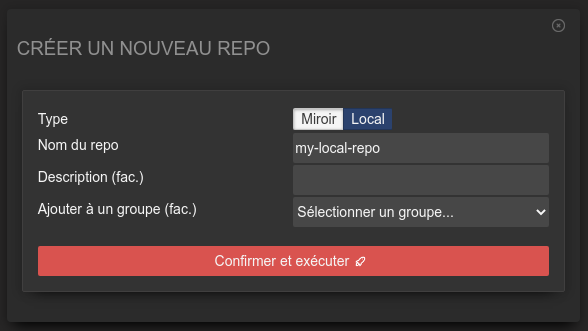 CRÉER UN NOUVEAU REPO
Type Miroir Local
Nom du repo my-local-repo
Description (fac.)
Ajouter à un groupe (fac.) Sélectionner un groupe...
Confirmer et exécuter